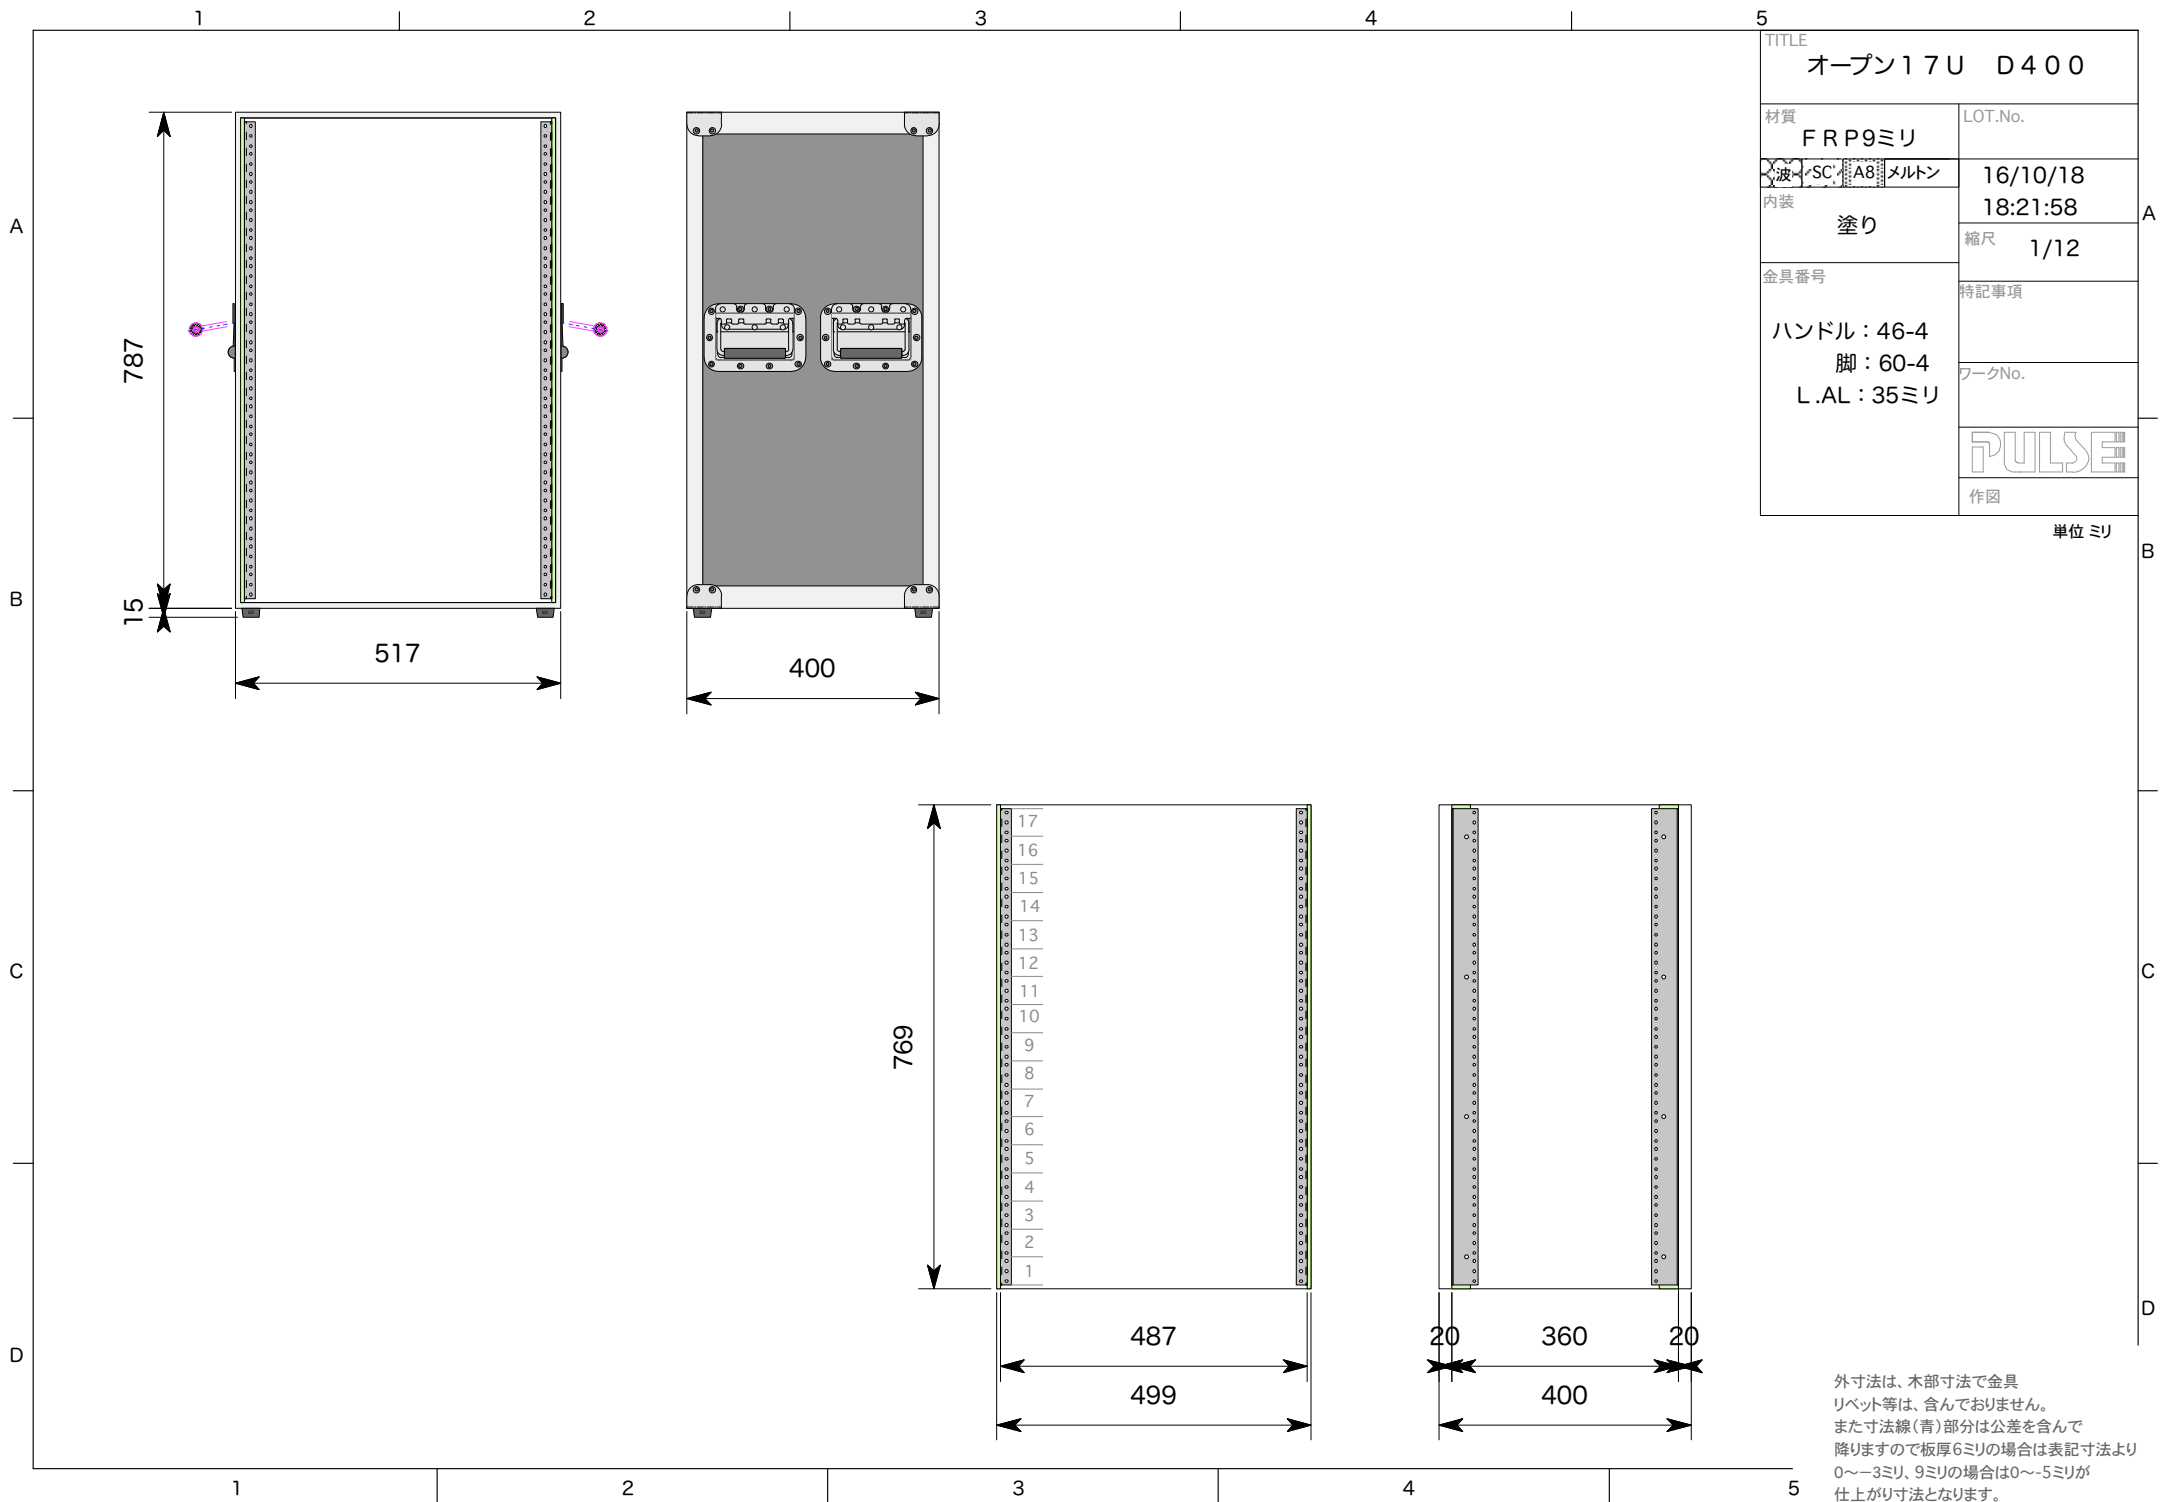 1 2 3 4 5
TITLE
オープン１７Ｕ　Ｄ４００
材質
ＦＲＰ9ミリ
LOT.No.
波 SC A8 メルトン
16/10/18
18:21:58
内装
塗り
縮尺
1/12
金具番号
ハンドル：46-4
脚：60-4
Ｌ.AL：35ミリ
特記事項
ワークNo.
PULSE
作図
単位 ミリ
A
A
B
B
C
C
D
D
787
15
517
400
17
16
15
14
13
12
11
10
9
8
7
6
5
4
3
2
1
769
487
499
20 360 20
400
外寸法は、木部寸法で金具
リベット等は、含んでおりません。
また寸法線（青）部分は公差を含んで
降りますので板厚6ミリの場合は表記寸法より
0〜−3ミリ、9ミリの場合は0〜-5ミリが
仕上がり寸法となります。
1 2 3 4 5